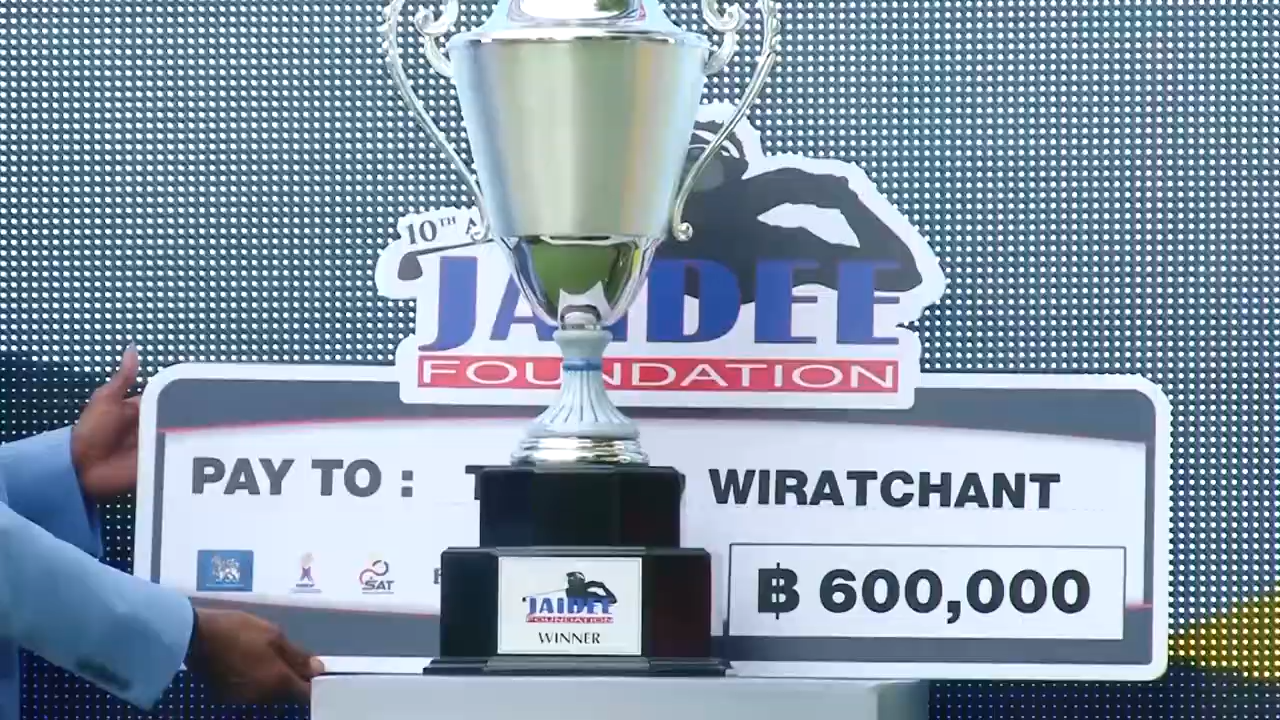 10TH
JAIDEE
FOUNDATION
PAY TO : WIRATCHANT
SAT
฿ 600,000
JAIDEE
FOUNDATION
WINNER